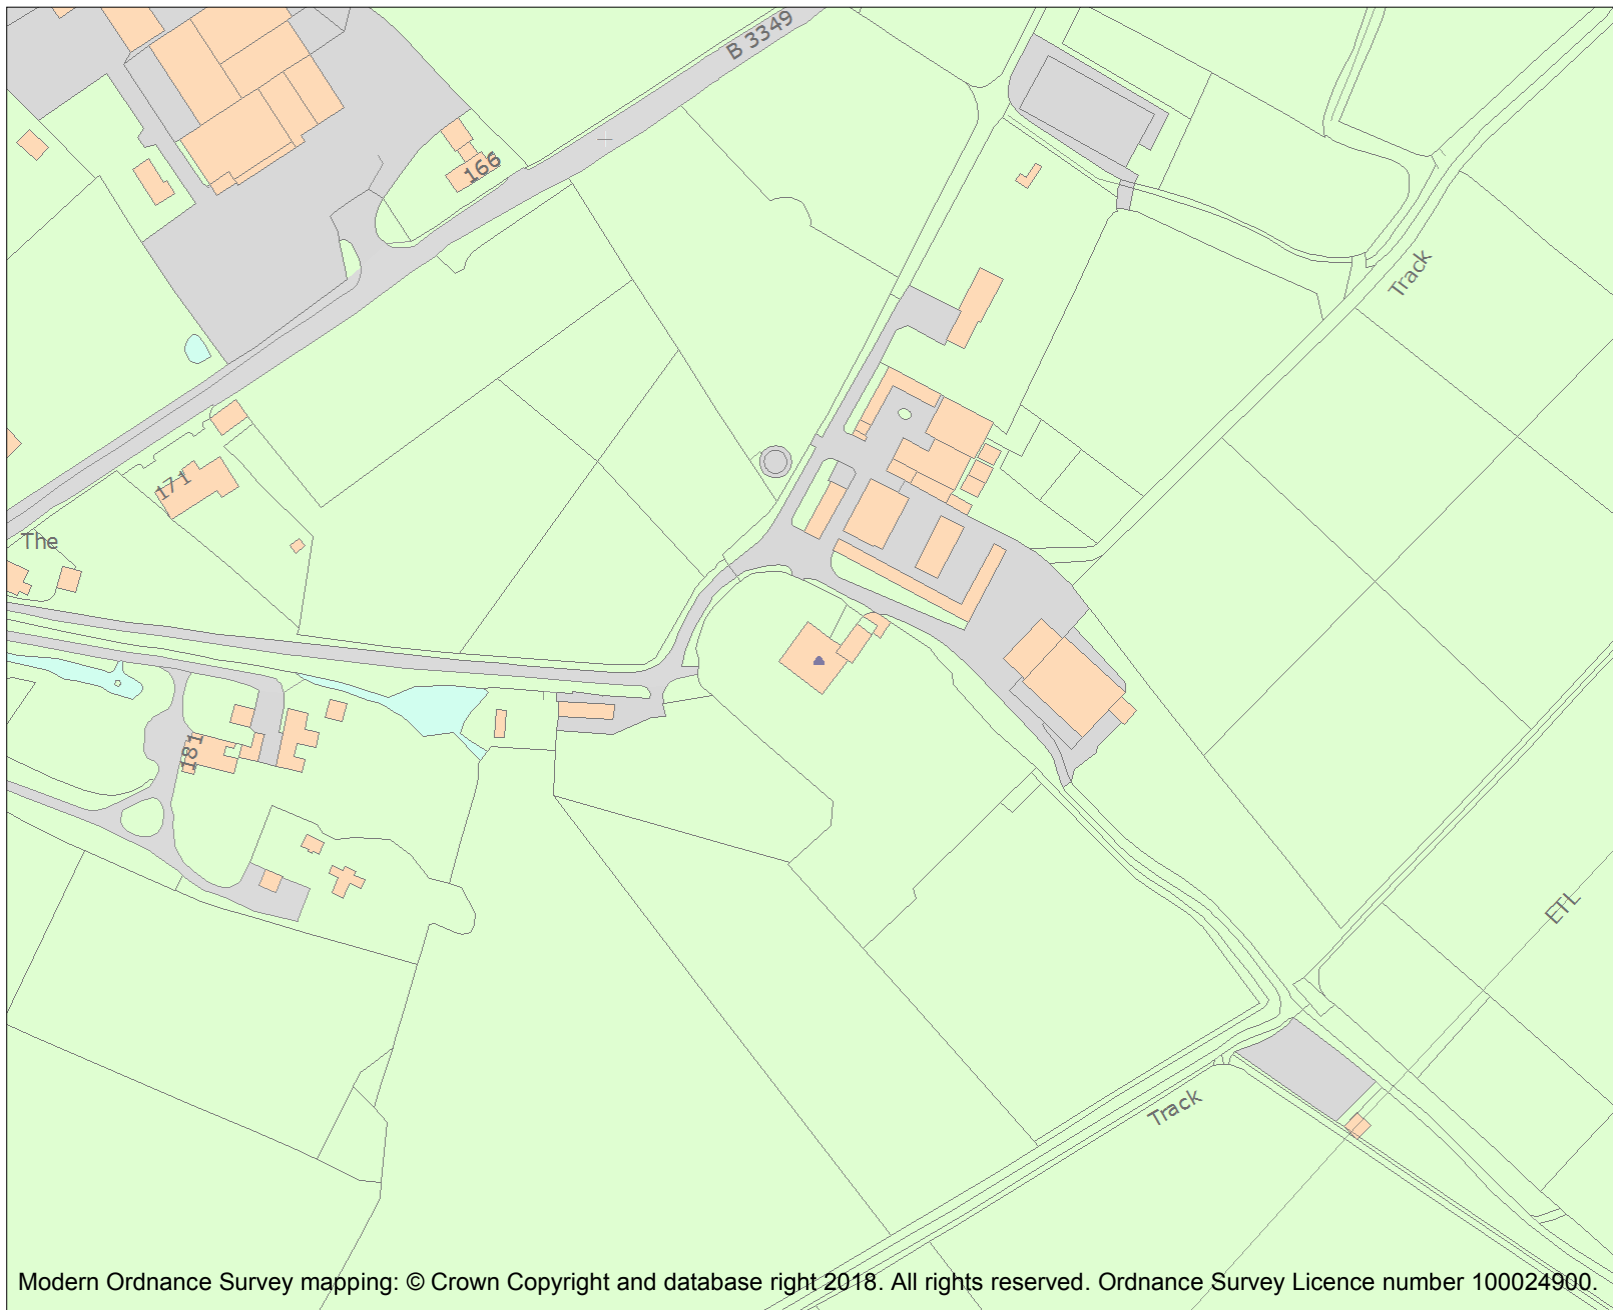 B 3349
166
Track
171
The
181
ETL
Track
Modern Ordnance Survey mapping: © Crown Copyright and database right 2018. All rights reserved. Ordnance Survey Licence number 100024900.